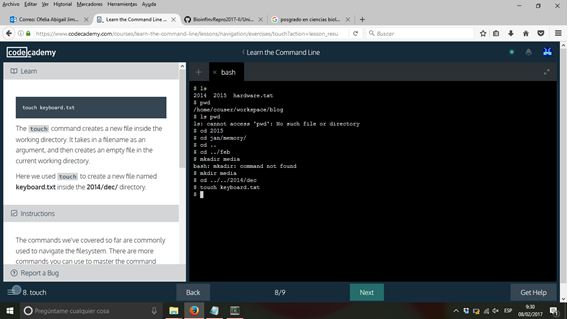 Archivo Editar Ver Historial Marcadores Herramientas Ayuda
Correo: Ofelia Abigail Jim
Learn the Command Line
BioinfinvRepro2017-II/Uni
posgrado en ciencias biolo
https://www.codecademy.com/courses/learn-the-command-line/lessons/navigation/exercises/touch?action=lesson_resu
Buscar
codecademy
Learn the Command Line
Learn
touch keyboard.txt
The touch command creates a new file inside the
working directory. It takes in a filename as an
argument, and then creates an empty file in the
current working directory.
Here we used touch to create a new file named
keyboard.txt inside the 2014/dec/ directory.
Instructions
The commands we've covered so far are commonly
used to navigate the filesystem. There are more
commands you can use to master the command
Report a Bug
bash
$ ls
2014 2015 hardware.txt
$ pwd
/home/ccuser/workspace/blog
$ ls pwd
ls: cannot access 'pwd': No such file or directory
$ cd 2015
$ cd jan/memory/
$ cd ..
$ cd ../feb
$ mkadir media
bash: mkadir: command not found
$ mkdir media
$ cd ../../2014/dec
$ touch keyboard.txt
$
8. touch
Back
8/9
Next
Get Help
Pregúntame cualquier cosa
ESP
9:30
08/02/2017